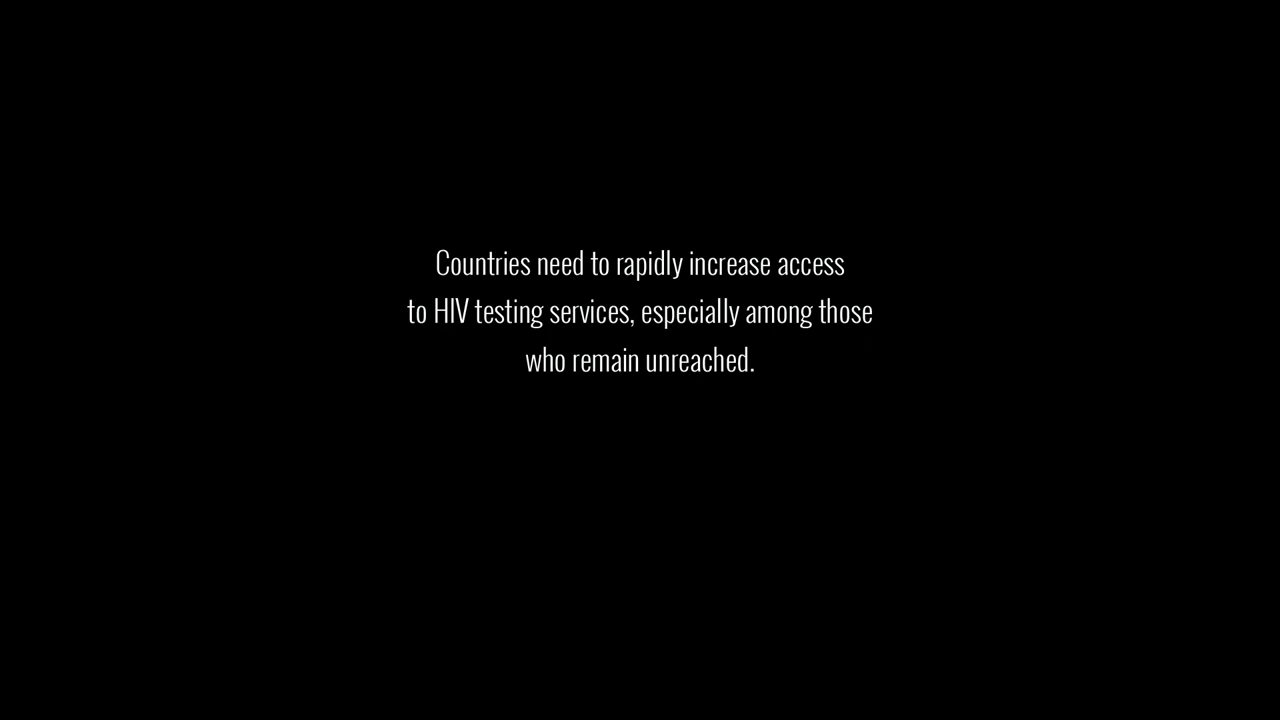 Countries need to rapidly increase access
to HIV testing services, especially among those
who remain unreached.